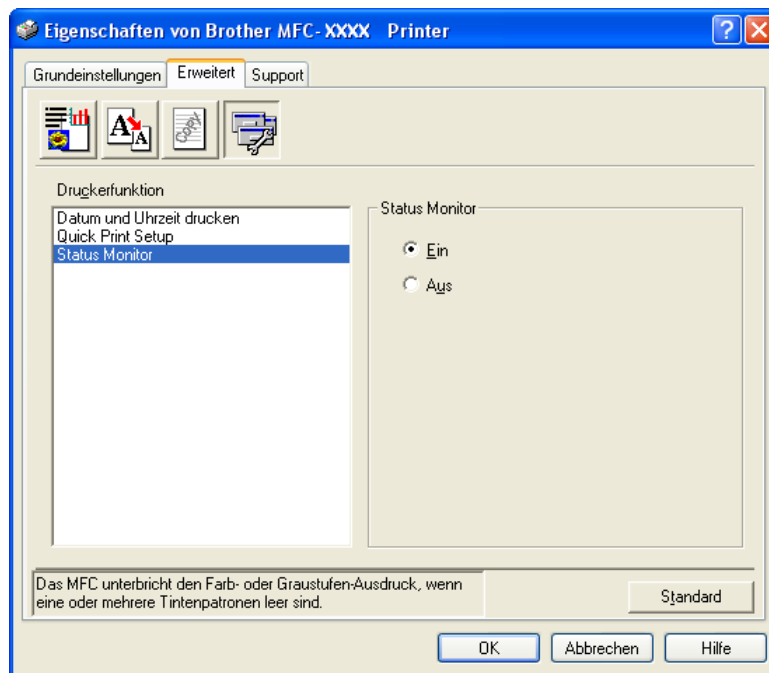 Eigenschaften von Brother MFC-XXXX Printer
Grundeinstellungen Erweitert Support
A A COPY
Druckerfunktion
Datum und Uhrzeit drucken
Quick Print Setup
Status Monitor
Status Monitor
Ein
Aus
Das MFC unterbricht den Farb- oder Graustufen-Ausdruck, wenn
eine oder mehrere Tintenpatronen leer sind.
Standard
OK Abbrechen Hilfe